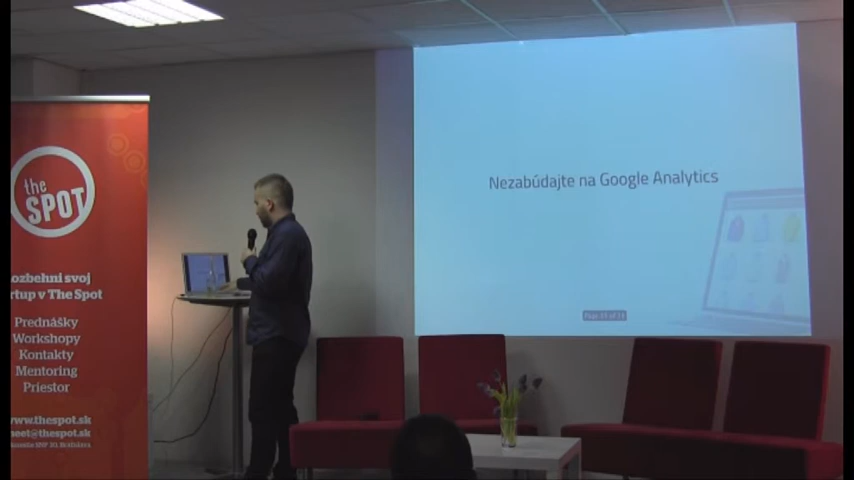 the
SPOT
ozbehni svoj
rtup v The Spot
Prednášky
Workshopy
Kontakty
Mentoring
Priestor
www.thespot.sk
meet@thespot.sk
Nezabúdajte na Google Analytics